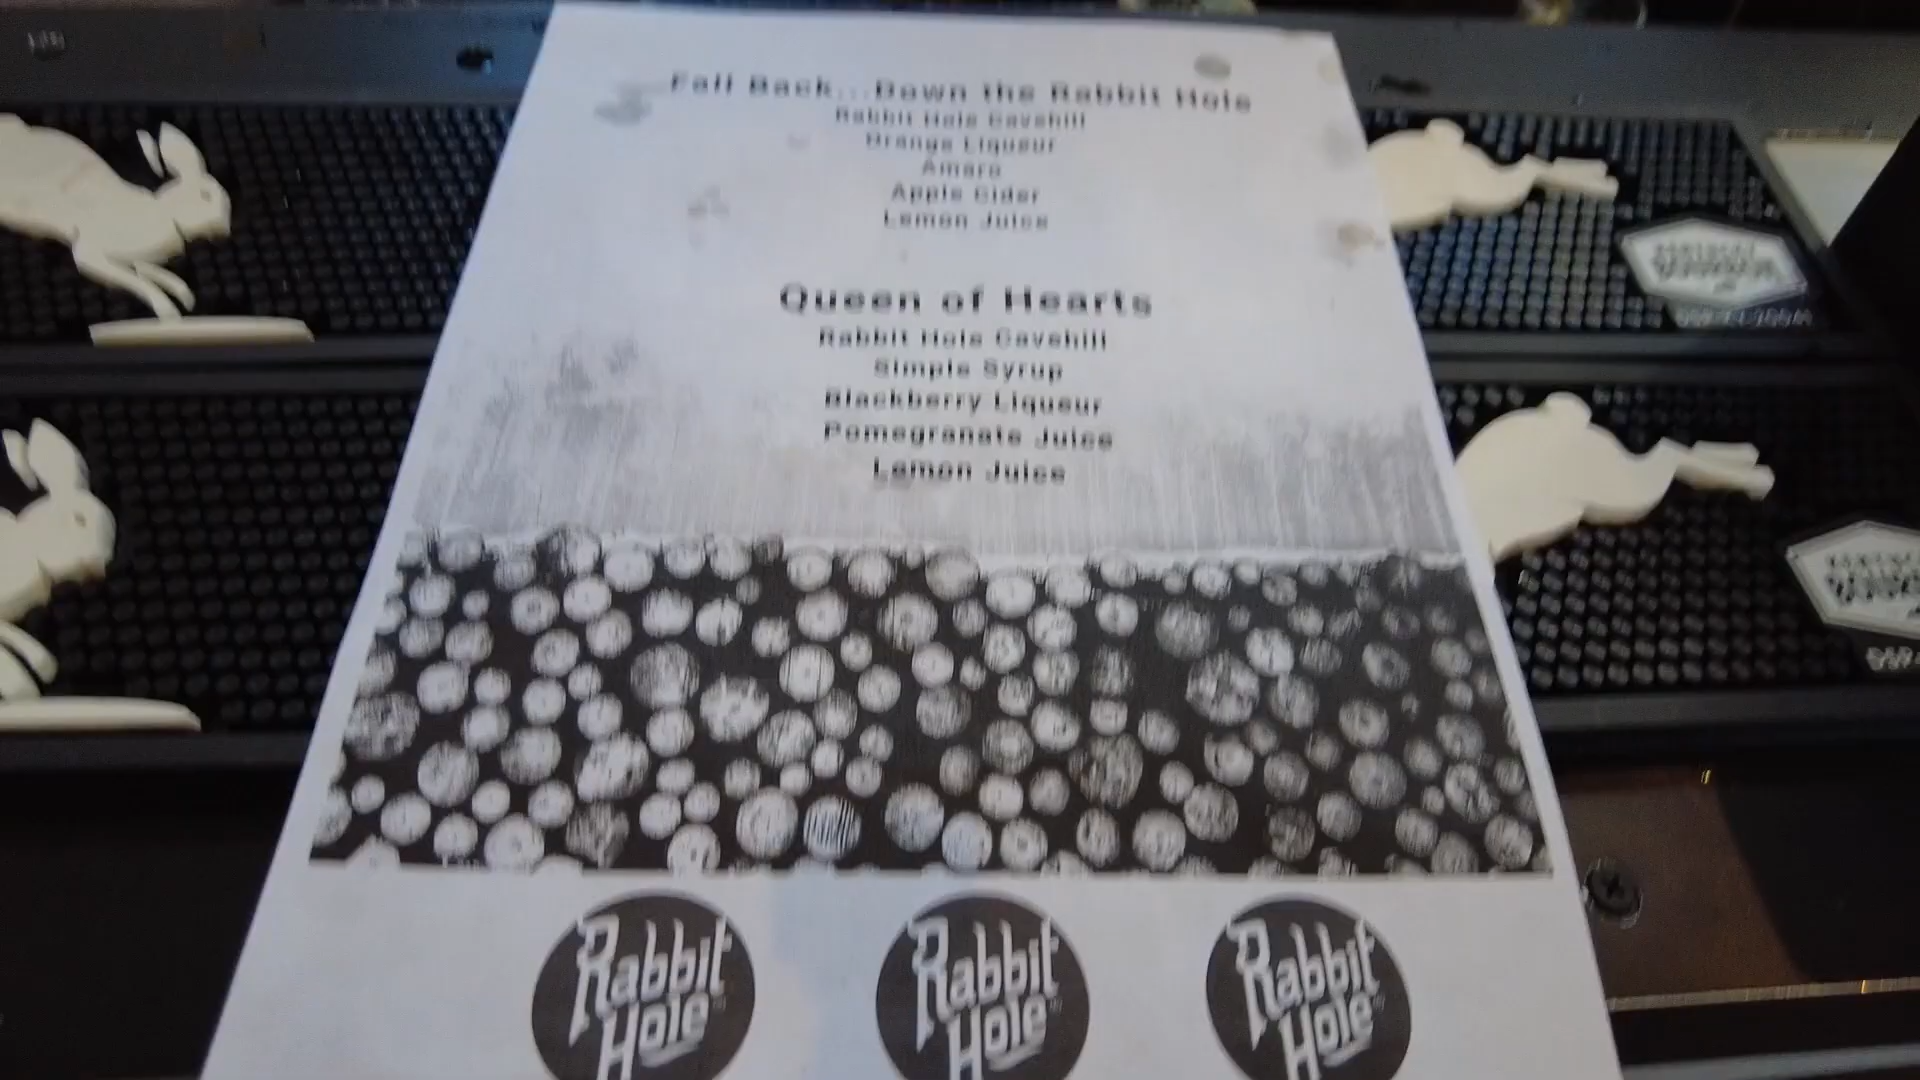 Fall Back...Down the Rabbit Hole
Rabbit Hole Cavehill
Orange Liqueur
Amaro
Apple Cider
Lemon Juice
Queen of Hearts
Rabbit Hole Cavehill
Simple Syrup
Blackberry Liqueur
Pomegranate Juice
Lemon Juice
Rabbit
Hole
Rabbit
Hole
Rabbit
Hole